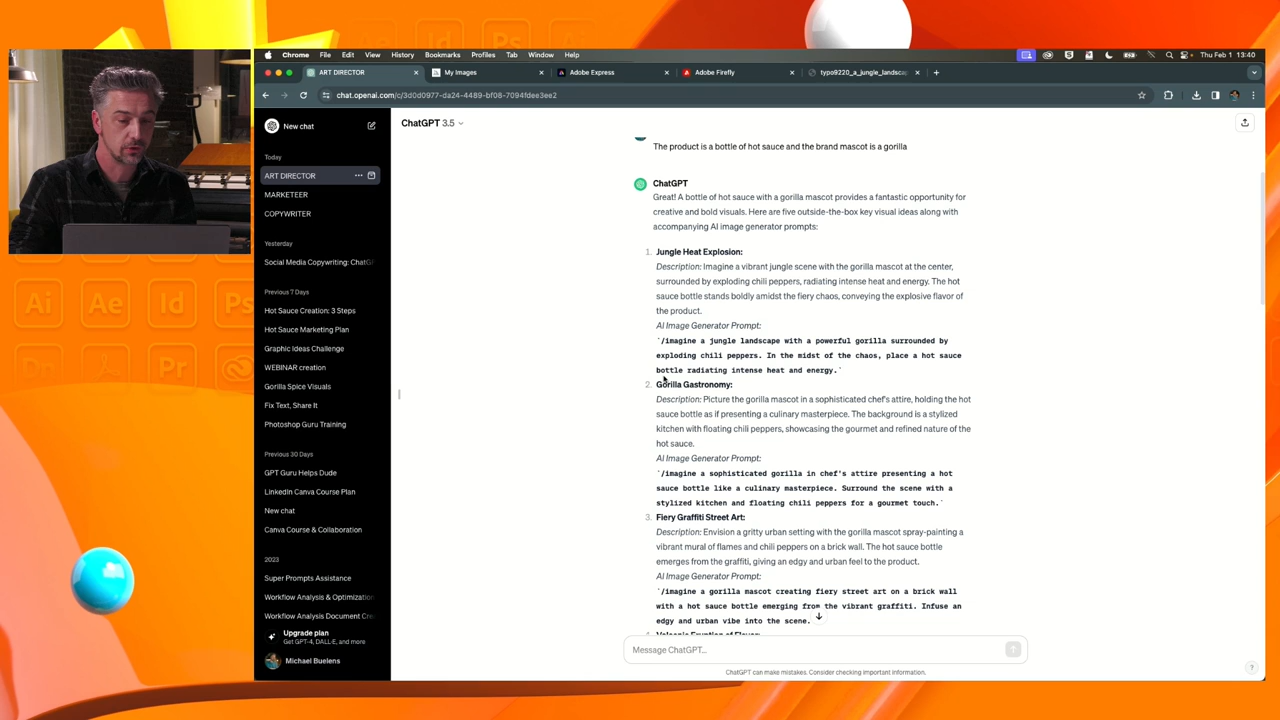 Chrome File Edit View History Bookmarks Profiles Tab Window Help
Thu Feb 1 13:40
ART DIRECTOR
My Images
Adobe Express
Adobe Firefly
typo9220_a_jungle_landsca
chat.openai.com/c/3d0d0977-da24-4489-bf08-7094fdee3ee2
New chat
Today
ART DIRECTOR
MARKETEER
COPYWRITER
Yesterday
Social Media Copywriting: ChatG
Previous 7 Days
Hot Sauce Creation: 3 Steps
Hot Sauce Marketing Plan
Graphic Ideas Challenge
WEBINAR creation
Gorilla Spice Visuals
Fix Text, Share It
Photoshop Guru Training
Previous 30 Days
GPT Guru Helps Dude
LinkedIn Canva Course Plan
New chat
Canva Course & Collaboration
2023
Super Prompts Assistance
Workflow Analysis & Optimization
Workflow Analysis Document Cre
Upgrade plan
Get GPT-4, DALL·E, and more
Michael Buelens
ChatGPT 3.5
The product is a bottle of hot sauce and the brand mascot is a gorilla
ChatGPT
Great! A bottle of hot sauce with a gorilla mascot provides a fantastic opportunity for
creative and bold visuals. Here are five outside-the-box key visual ideas along with
accompanying AI image generator prompts:
1. Jungle Heat Explosion:
Description: Imagine a vibrant jungle scene with the gorilla mascot at the center,
surrounded by exploding chili peppers, radiating intense heat and energy. The hot
sauce bottle stands boldly amidst the fiery chaos, conveying the explosive flavor of
the product.
AI Image Generator Prompt:
`/imagine a jungle landscape with a powerful gorilla surrounded by
exploding chili peppers. In the midst of the chaos, place a hot sauce
bottle radiating intense heat and energy.`
2. Gorilla Gastronomy:
Description: Picture the gorilla mascot in a sophisticated chef's attire, holding the hot
sauce bottle as if presenting a culinary masterpiece. The background is a stylized
kitchen with floating chili peppers, showcasing the gourmet and refined nature of the
hot sauce.
AI Image Generator Prompt:
`/imagine a sophisticated gorilla in chef's attire presenting a hot
sauce bottle like a culinary masterpiece. Surround the scene with a
stylized kitchen and floating chili peppers for a gourmet touch.`
3. Fiery Graffiti Street Art:
Description: Envision a gritty urban setting with the gorilla mascot spray-painting a
vibrant mural of flames and chili peppers on a brick wall. The hot sauce bottle
emerges from the graffiti, giving an edgy and urban feel to the product.
AI Image Generator Prompt:
`/imagine a gorilla mascot creating fiery street art on a brick wall
with a hot sauce bottle emerging from the vibrant graffiti. Infuse an
edgy and urban vibe into the scene.
Volcanic Eruption of Flavor:
Message ChatGPT...
ChatGPT can make mistakes. Consider checking important information.
?
Ai Ae Id Ps
Dr Pr